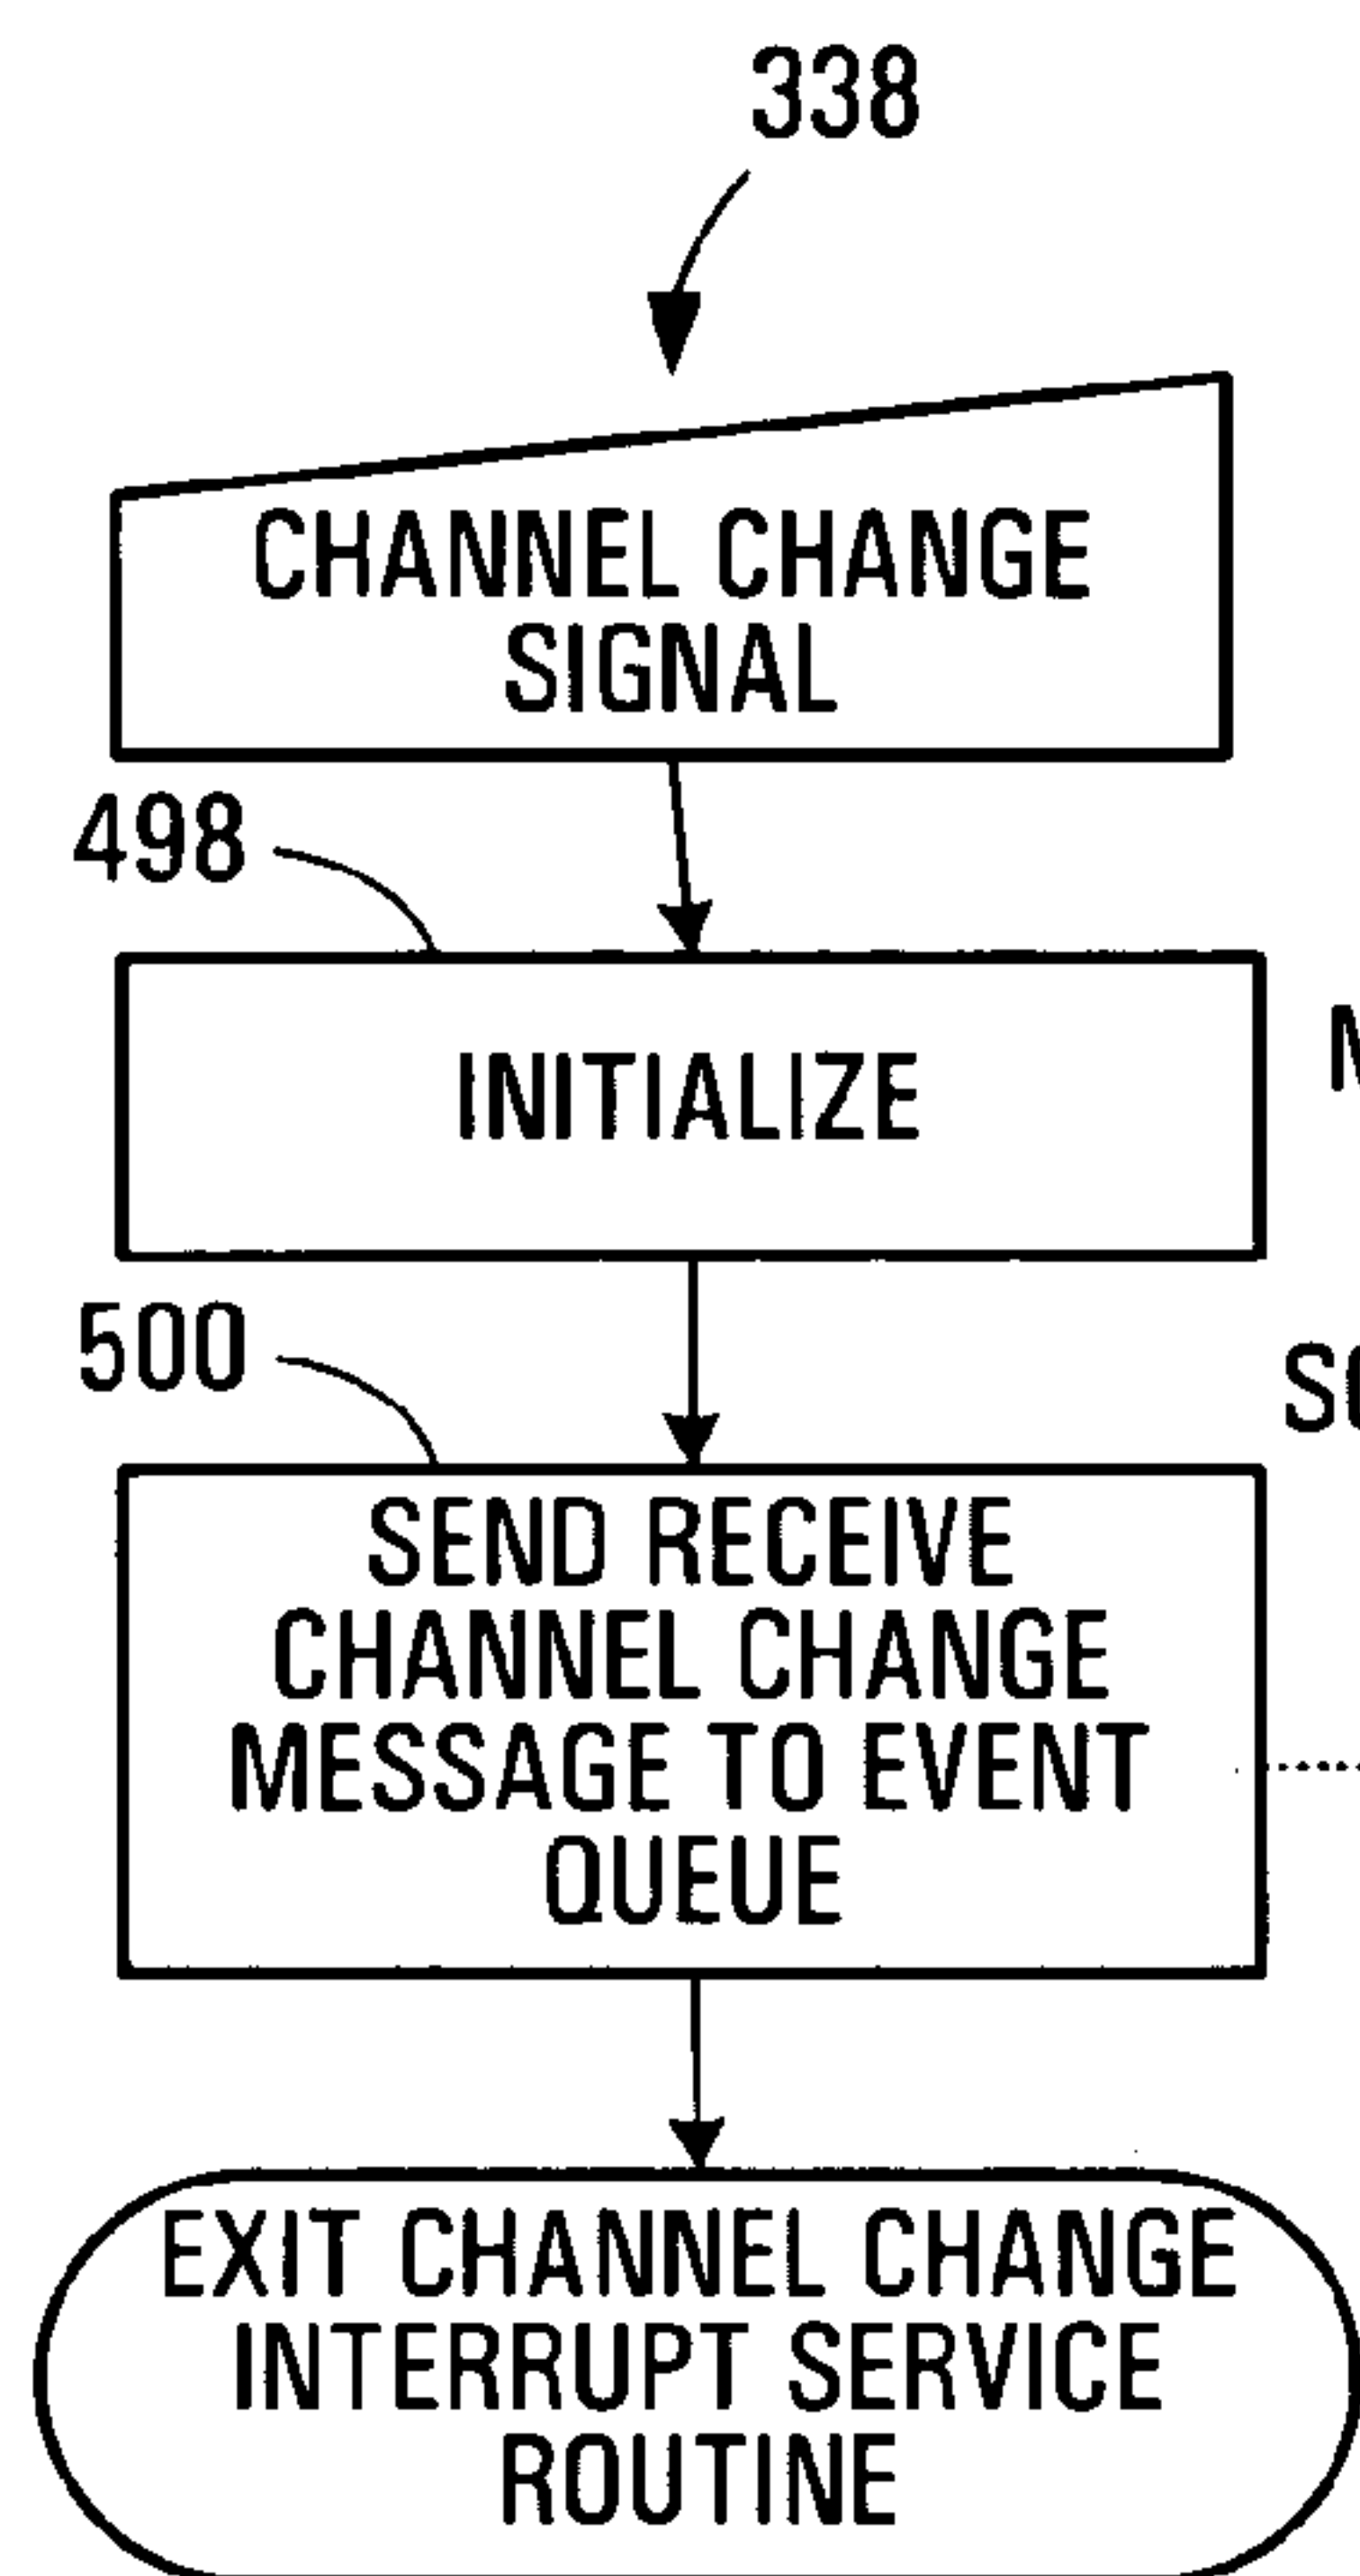 338
CHANNEL CHANGE
SIGNAL
498
INITIALIZE
500
SEND RECEIVE
CHANNEL CHANGE
MESSAGE TO EVENT
QUEUE
EXIT CHANNEL CHANGE
INTERRUPT SERVICE
ROUTINE